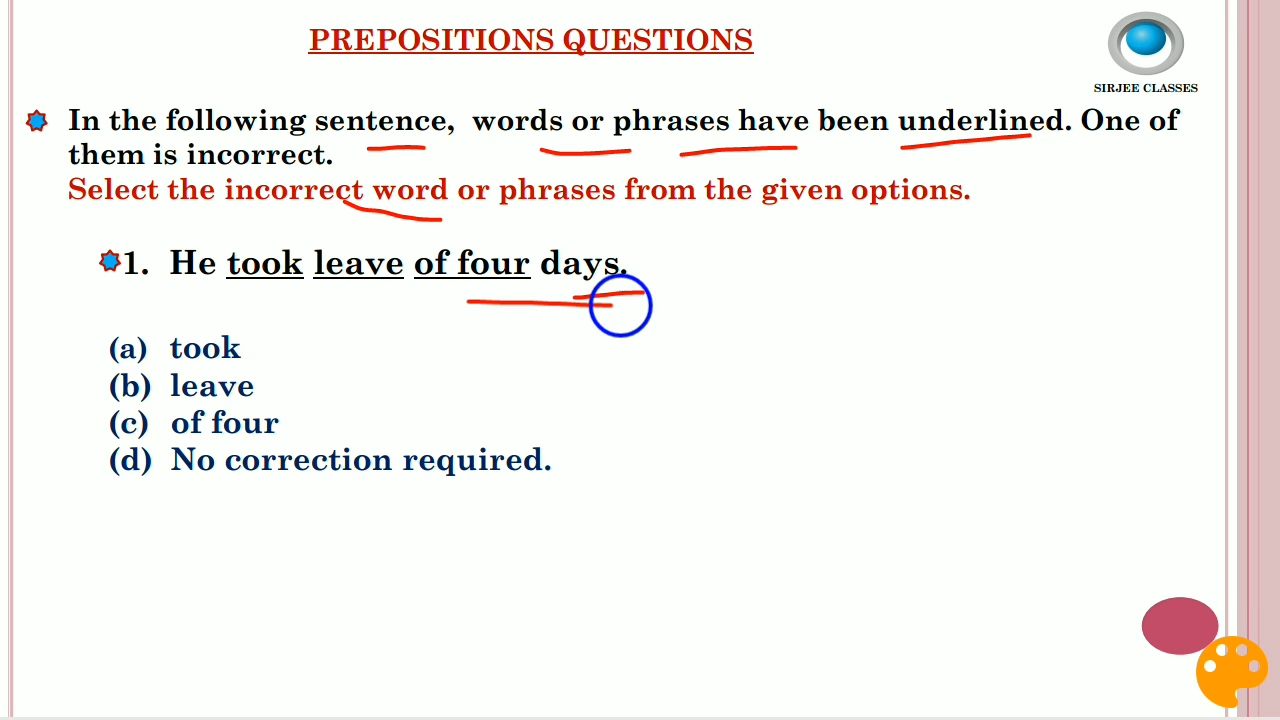 PREPOSITIONS QUESTIONS
SIRJEE CLASSES
In the following sentence, words or phrases have been underlined. One of
them is incorrect.
Select the incorrect word or phrases from the given options.
1. He took leave of four days.
(a) took
(b) leave
(c) of four
(d) No correction required.